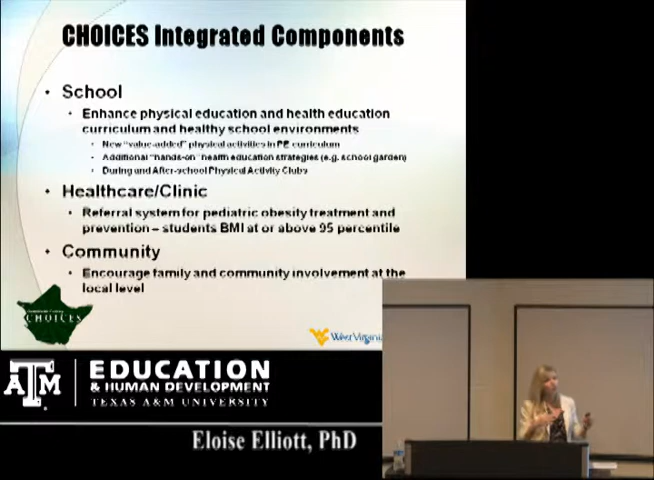 CHOICES Integrated Components
• School
• Enhance physical education and health education
curriculum and healthy school environments
• New "value-added" physical activities in PE curriculum
• Additional "hands-on" health education strategies (e.g. school garden)
• During and After-school Physical Activity Clubs
• Healthcare/Clinic
• Referral system for pediatric obesity treatment and
prevention – students BMI at or above 95 percentile
• Community
• Encourage family and community involvement at the
local level
CHOICES
WestVirginia
ATM
EDUCATION
& HUMAN DEVELOPMENT
TEXAS A&M UNIVERSITY
Eloise Elliott, PhD